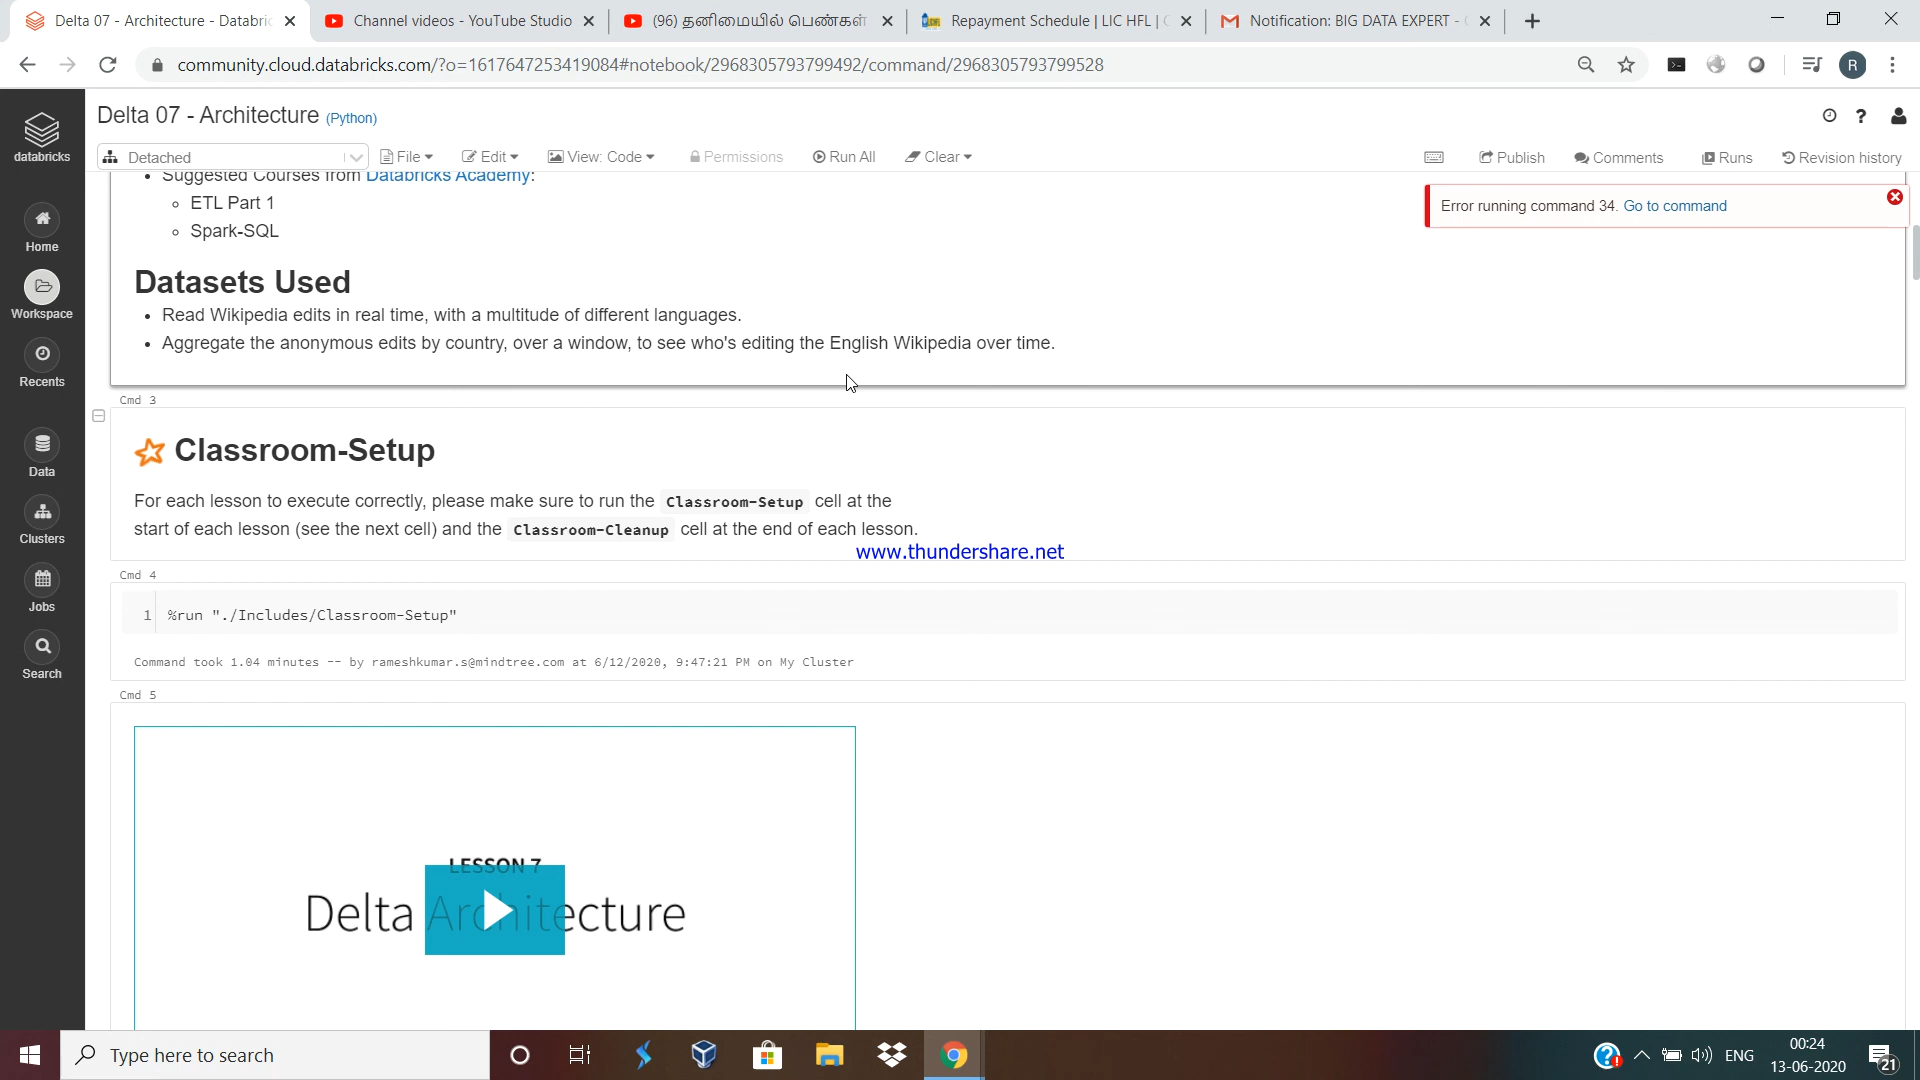 Delta 07 - Architecture - Databric
Channel videos - YouTube Studio
(96) தனிமையில் பெண்கள்
Repayment Schedule | LIC HFL |
Notification: BIG DATA EXPERT -
community.cloud.databricks.com/?o=1617647253419084#notebook/2968305793799492/command/2968305793799528
R
databricks
Delta 07 - Architecture (Python)
Detached
File
Edit
View: Code
Permissions
Run All
Clear
Publish
Comments
Runs
Revision history
Suggested Courses from Databricks Academy:
ETL Part 1
Spark-SQL
Error running command 34. Go to command
Home
Workspace
Recents
Data
Clusters
Jobs
Search
Datasets Used
Read Wikipedia edits in real time, with a multitude of different languages.
Aggregate the anonymous edits by country, over a window, to see who's editing the English Wikipedia over time.
Cmd 3
Classroom-Setup
For each lesson to execute correctly, please make sure to run the Classroom-Setup cell at the
start of each lesson (see the next cell) and the Classroom-Cleanup cell at the end of each lesson.
www.thundershare.net
Cmd 4
1 %run "./Includes/Classroom-Setup"
Command took 1.04 minutes -- by rameshkumar.s@mindtree.com at 6/12/2020, 9:47:21 PM on My Cluster
Cmd 5
LESSON 7
Delta Architecture
Type here to search
ENG
00:24
13-06-2020
21